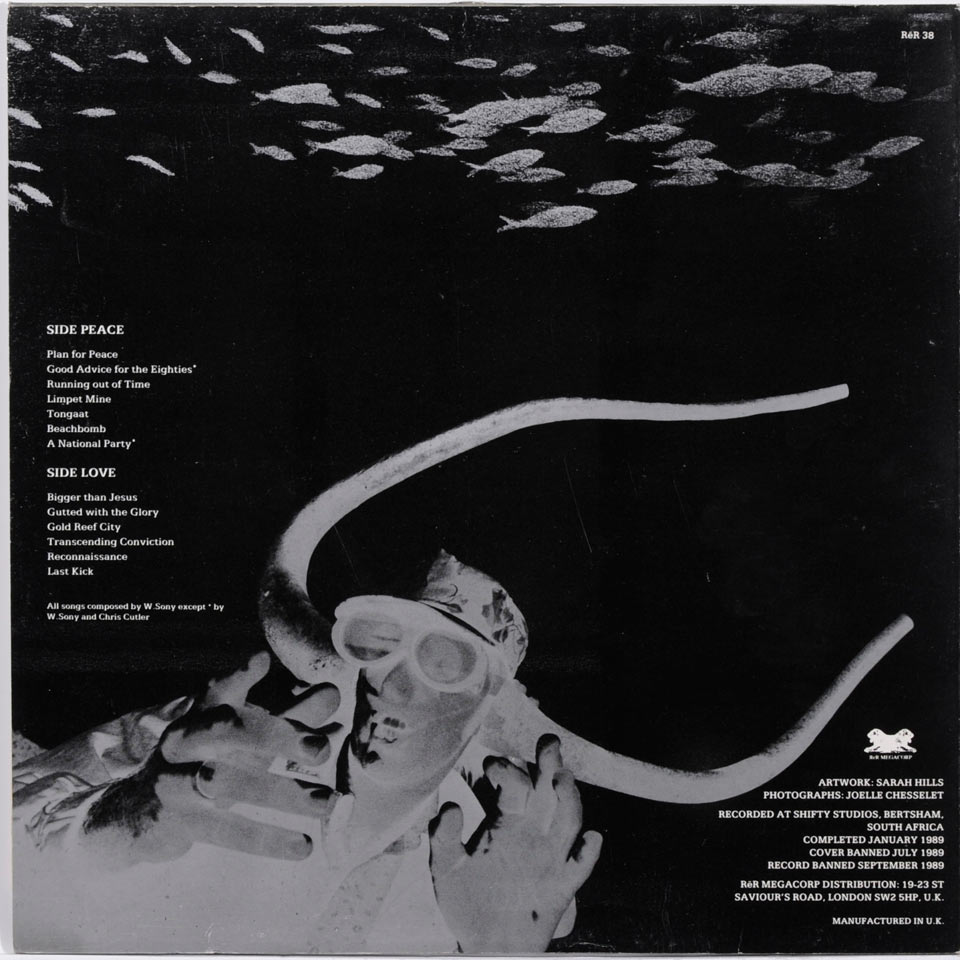 RēR 38
SIDE PEACE
Plan for Peace
Good Advice for the Eighties*
Running out of Time
Limpet Mine
Tongaat
Beachbomb
A National Party*
SIDE LOVE
Bigger than Jesus
Gutted with the Glory
Gold Reef City
Transcending Conviction
Reconnaissance
Last Kick
All songs composed by W.Sony except * by
W.Sony and Chris Cutler
RēR MEGACORP
ARTWORK: SARAH HILLS
PHOTOGRAPHS: JOELLE CHESSELET
RECORDED AT SHIFTY STUDIOS, BERTSHAM,
SOUTH AFRICA
COMPLETED JANUARY 1989
COVER BANNED JULY 1989
RECORD BANNED SEPTEMBER 1989
RēR MEGACORP DISTRIBUTION: 19-23 ST
SAVIOUR'S ROAD, LONDON SW2 5HP, U.K.
MANUFACTURED IN U.K.